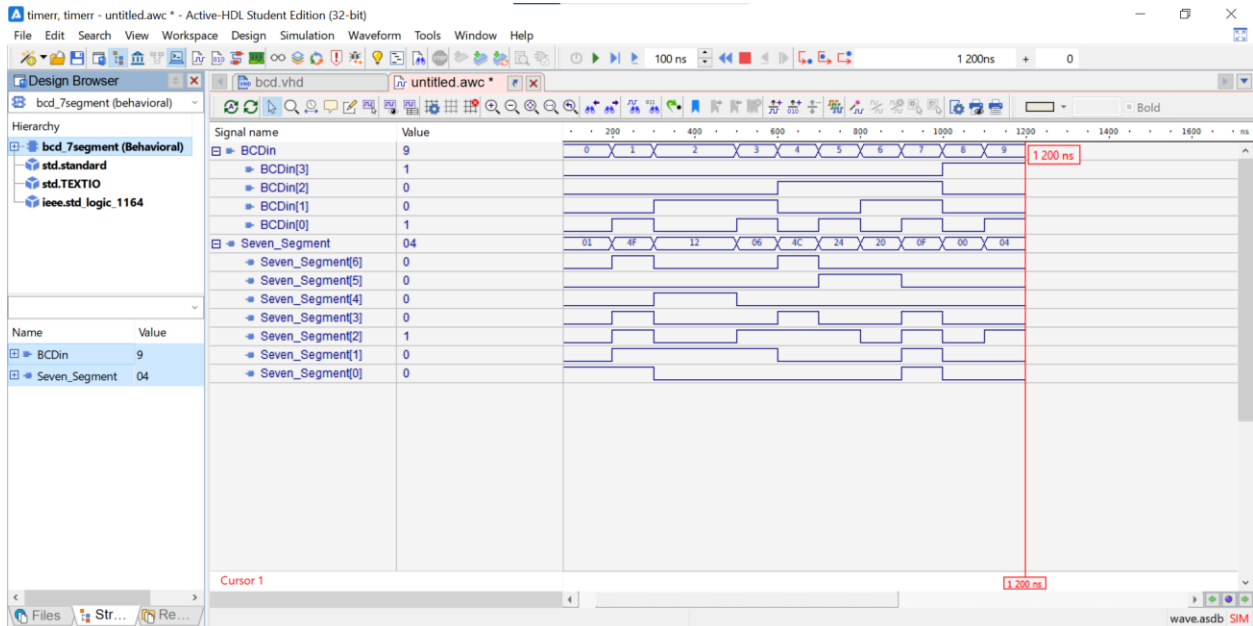 timerr, timerr - untitled.awc * - Active-HDL Student Edition (32-bit)
File Edit Search View Workspace Design Simulation Waveform Tools Window Help
100 ns 1 200ns + 0
Design Browser
bcd.vhd untitled.awc *
bcd_7segment (behavioral)
Bold
Hierarchy
Signal name Value 200 400 600 800 1000 1200 1400 1600 ns
bcd_7segment (Behavioral)
std.standard
std.TEXTIO
ieee.std_logic_1164
BCDin 9 0 1 2 3 4 5 6 7 8 9 1 200 ns
BCDin[3] 1
BCDin[2] 0
BCDin[1] 0
BCDin[0] 1
Seven_Segment 04 01 4F 12 06 4C 24 20 0F 00 04
Seven_Segment[6] 0
Seven_Segment[5] 0
Seven_Segment[4] 0
Seven_Segment[3] 0
Seven_Segment[2] 1
Seven_Segment[1] 0
Seven_Segment[0] 0
Name Value
BCDin 9
Seven_Segment 04
Cursor 1 1 200 ns
Files Str... Re...
wave.asdb SIM